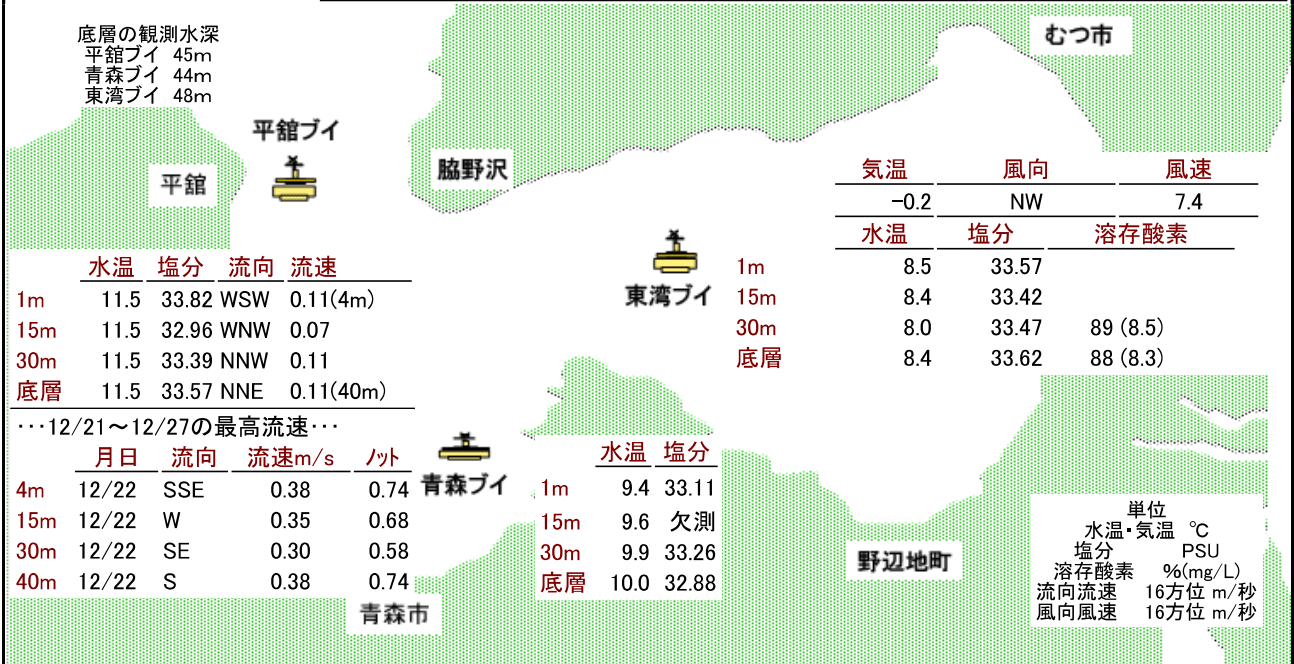 底層の観測水深
平舘ブイ 45m
青森ブイ 44m
東湾ブイ 48m
むつ市
平舘ブイ
脇野沢
平舘
気温 風向 風速
-0.2 NW 7.4
水温 塩分 溶存酸素
1m 8.5 33.57
15m 8.4 33.42
30m 8.0 33.47 89 (8.5)
底層 8.4 33.62 88 (8.3)
東湾ブイ
水温 塩分 流向 流速
1m 11.5 33.82 WSW 0.11(4m)
15m 11.5 32.96 WNW 0.07
30m 11.5 33.39 NNW 0.11
底層 11.5 33.57 NNE 0.11(40m)
…12/21～12/27の最高流速…
月日 流向 流速m/s ノット
4m 12/22 SSE 0.38 0.74
15m 12/22 W 0.35 0.68
30m 12/22 SE 0.30 0.58
40m 12/22 S 0.38 0.74
青森ブイ
水温 塩分
1m 9.4 33.11
15m 9.6 欠測
30m 9.9 33.26
底層 10.0 32.88
青森市
野辺地町
単位
水温・気温 ℃
塩分 PSU
溶存酸素 %(mg/L)
流向流速 16方位 m/秒
風向風速 16方位 m/秒